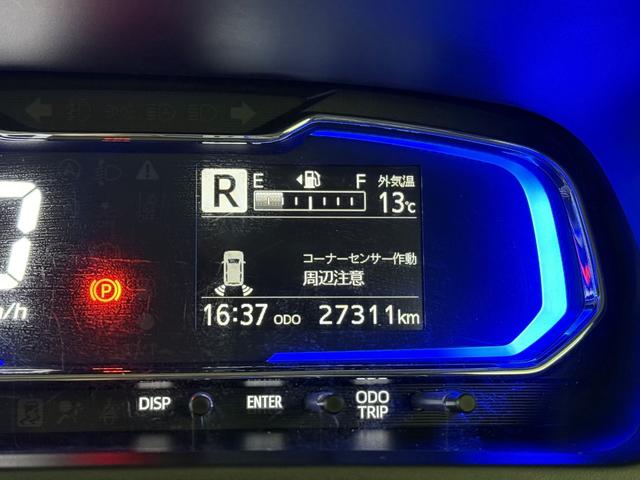 R E F 外気温
13℃
コーナーセンサー作動
周辺注意
16:37 ODO 27311km
P
/h
DISP ENTER ODO TRIP